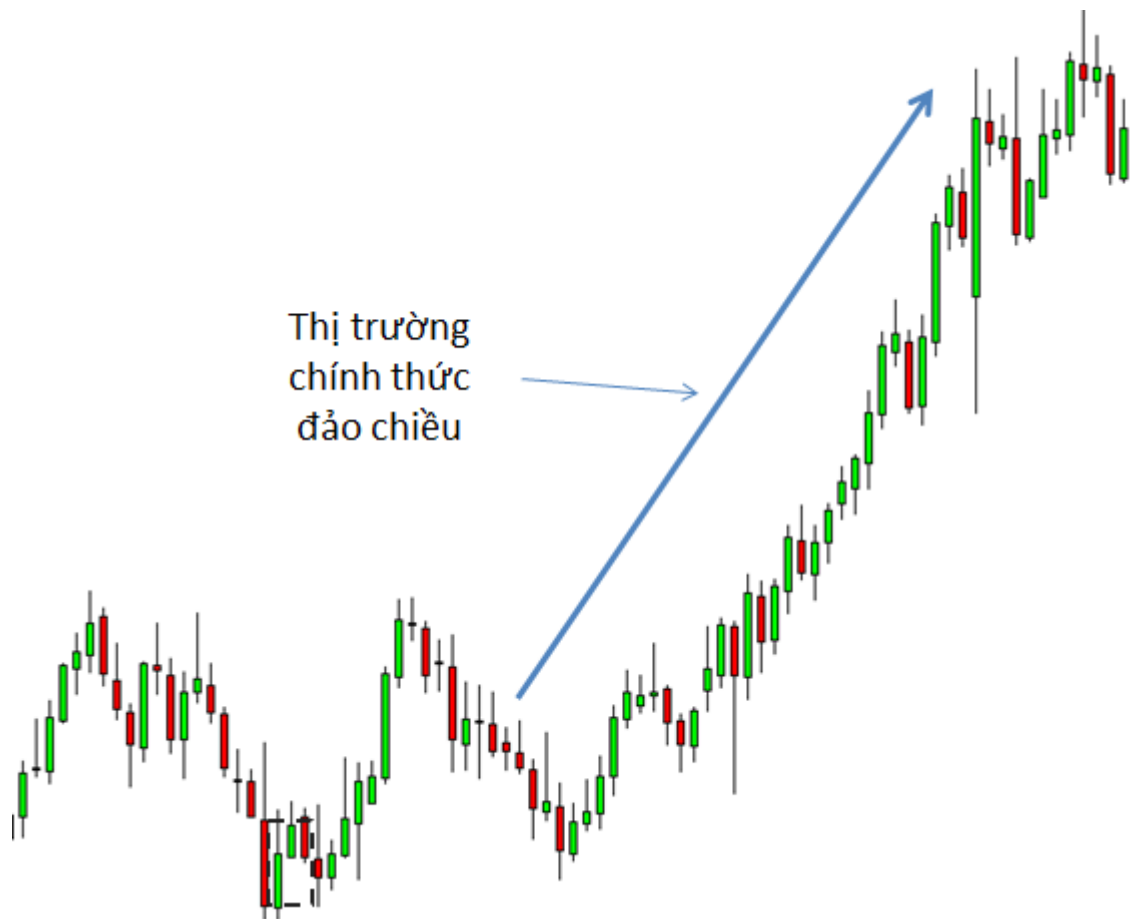 Thị trường
chính thức
đảo chiều